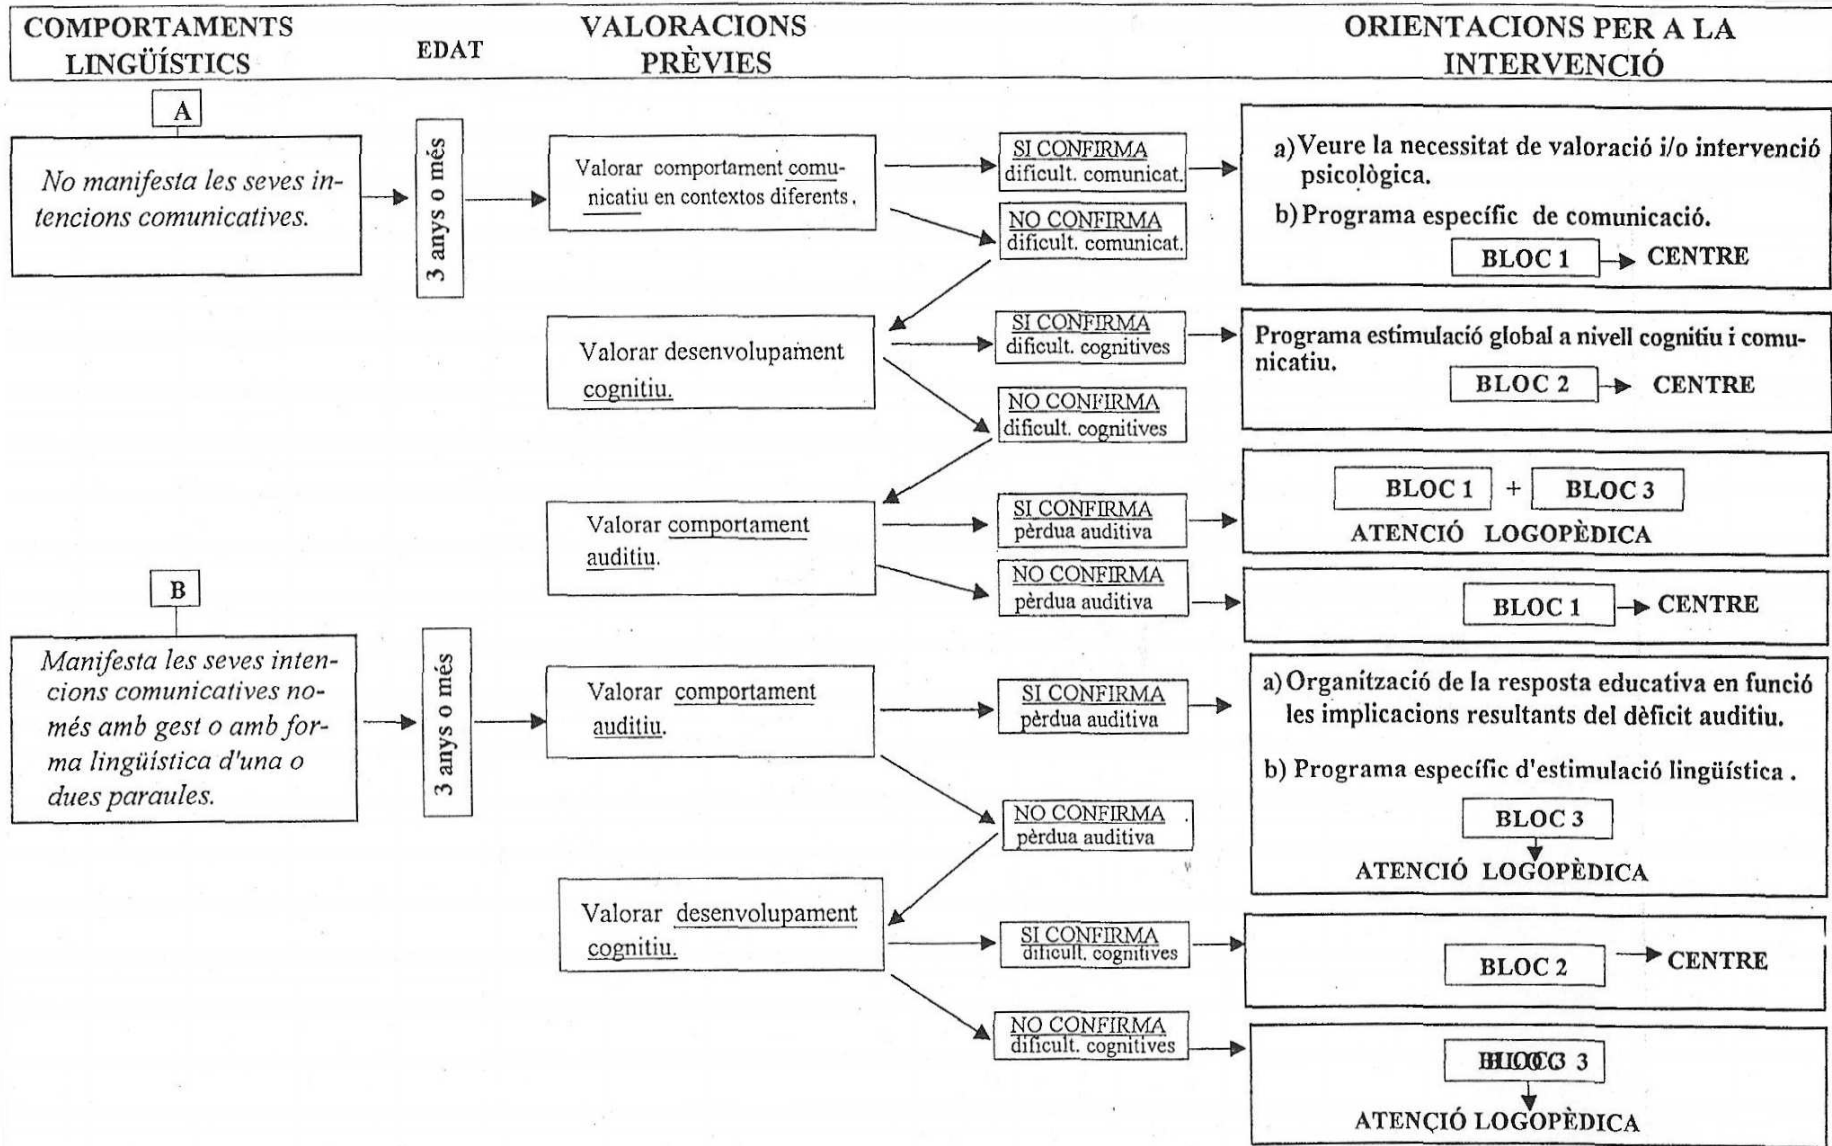 COMPORTAMENTS
LINGÜÍSTICS
EDAT
VALORACIONS
PRÈVIES
ORIENTACIONS PER A LA
INTERVENCIÓ
A
No manifesta les seves in-
tencions comunicatives.
3 anys o més
Valorar comportament comu-
nicatiu en contextos diferents.
SI CONFIRMA
dificult. comunicat.
NO CONFIRMA
dificult. comunicat.
a) Veure la necessitat de valoració i/o intervenció
psicològica.
b) Programa específic de comunicació.
BLOC 1 CENTRE
Valorar desenvolupament
cognitiu.
SI CONFIRMA
dificult. cognitives
NO CONFIRMA
dificult. cognitives
Programa estimulació global a nivell cognitiu i comu-
nicatiu.
BLOC 2 CENTRE
Valorar comportament
auditiu.
SI CONFIRMA
pèrdua auditiva
NO CONFIRMA
pèrdua auditiva
BLOC 1 + BLOC 3
ATENCIÓ LOGOPÈDICA
BLOC 1 CENTRE
B
Manifesta les seves inten-
cions comunicatives no-
més amb gest o amb for-
ma lingüística d'una o
dues paraules.
3 anys o més
Valorar comportament
auditiu.
SI CONFIRMA
pèrdua auditiva
NO CONFIRMA
pèrdua auditiva
a) Organització de la resposta educativa en funció
les implicacions resultants del dèficit auditiu.
b) Programa específic d'estimulació lingüística.
BLOC 3
ATENCIÓ LOGOPÈDICA
Valorar desenvolupament
cognitiu.
SI CONFIRMA
dificult. cognitives
NO CONFIRMA
dificult. cognitives
BLOC 2 CENTRE
3
ATENCIÓ LOGOPÈDICA